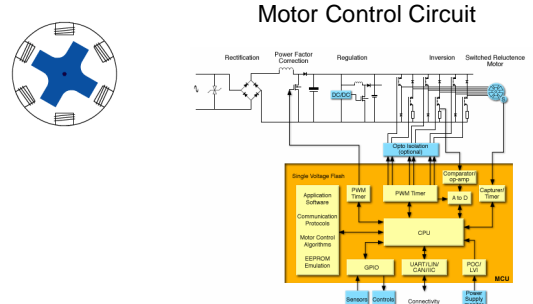 Motor Control Circuit
Rectification
Power Factor
Correction
Regulation
Inversion
Switched Reluctence
Motor
DC/DC
Opto Isolation
(optional)
Single Voltage Flash
Application
Software
Communication
Protocols
Motor Control
Algorithms
EEPROM
Emulation
PWM
Timer
PWM Timer
Comparator/
op-amp
A to D
Capturer/
Timer
CPU
GPIO
UART/LIN/
CAN/IIC
POC/
LVI
MCU
Sensors
Controls
Connectivity
Power
Supply